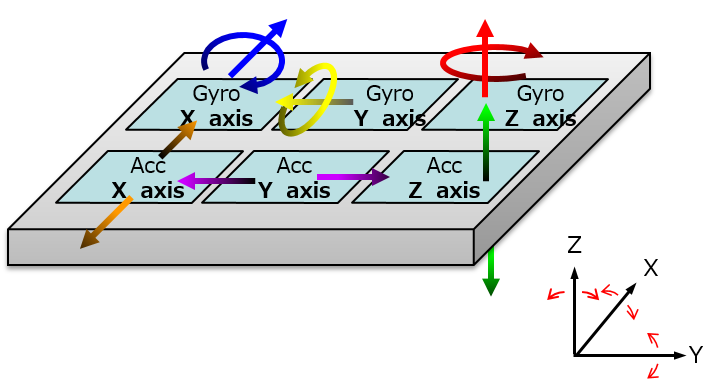 Gyro
X axis
Gyro
Y axis
Gyro
Z axis
Acc
X axis
Acc
Y axis
Acc
Z axis
Z
X
Y